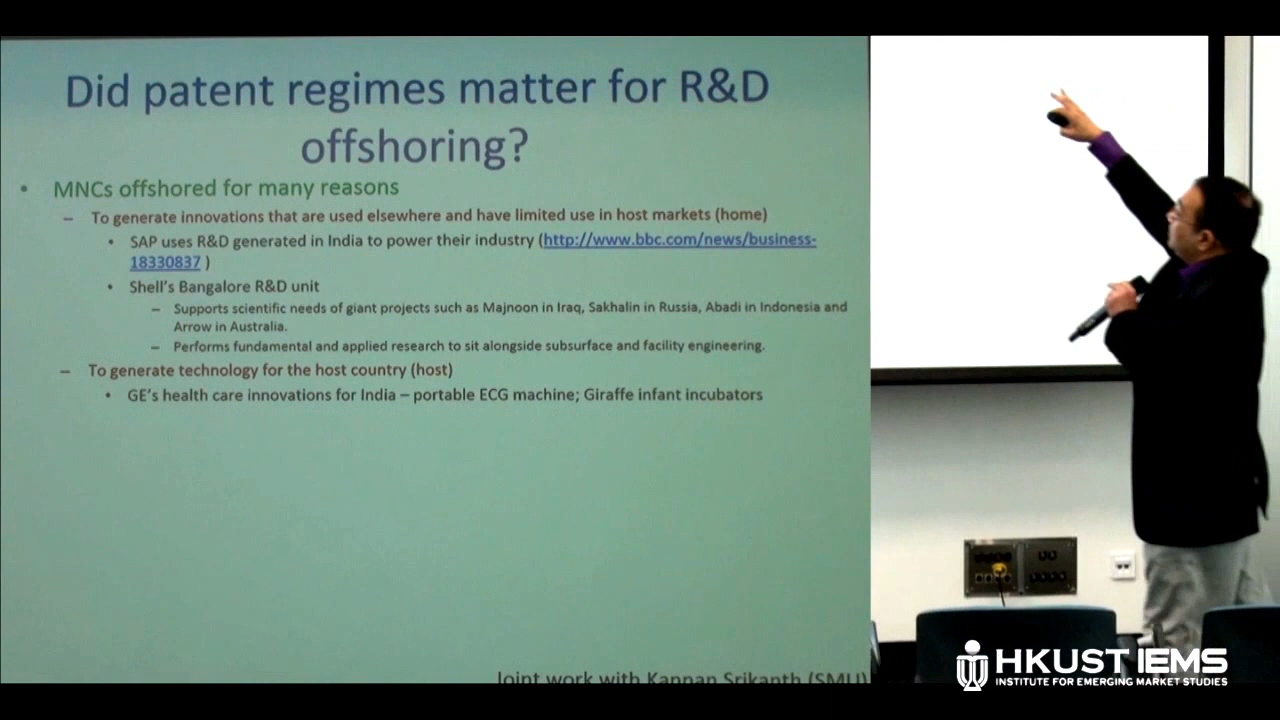 Did patent regimes matter for R&D
offshoring?
• MNCs offshored for many reasons
– To generate innovations that are used elsewhere and have limited use in host markets (home)
• SAP uses R&D generated in India to power their industry (http://www.bbc.com/news/business-
18330837 )
• Shell's Bangalore R&D unit
– Supports scientific needs of giant projects such as Majnoon in Iraq, Sakhalin in Russia, Abadi in Indonesia and
Arrow in Australia.
– Performs fundamental and applied research to sit alongside subsurface and facility engineering.
– To generate technology for the host country (host)
• GE's health care innovations for India – portable ECG machine; Giraffe infant incubators
Joint work with Kannan Srikanth (SMU)
HKUST IEMS
INSTITUTE FOR EMERGING MARKET STUDIES